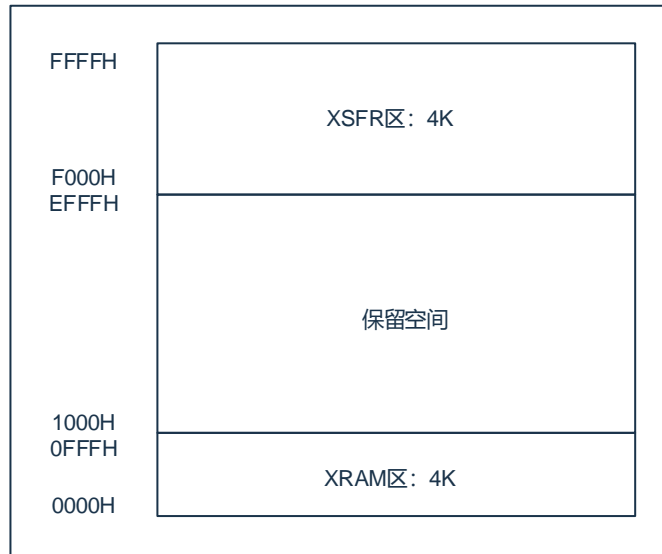 FFFFH
XSFR区：4K
F000H
EFFFH
保留空间
1000H
0FFFH
XRAM区：4K
0000H